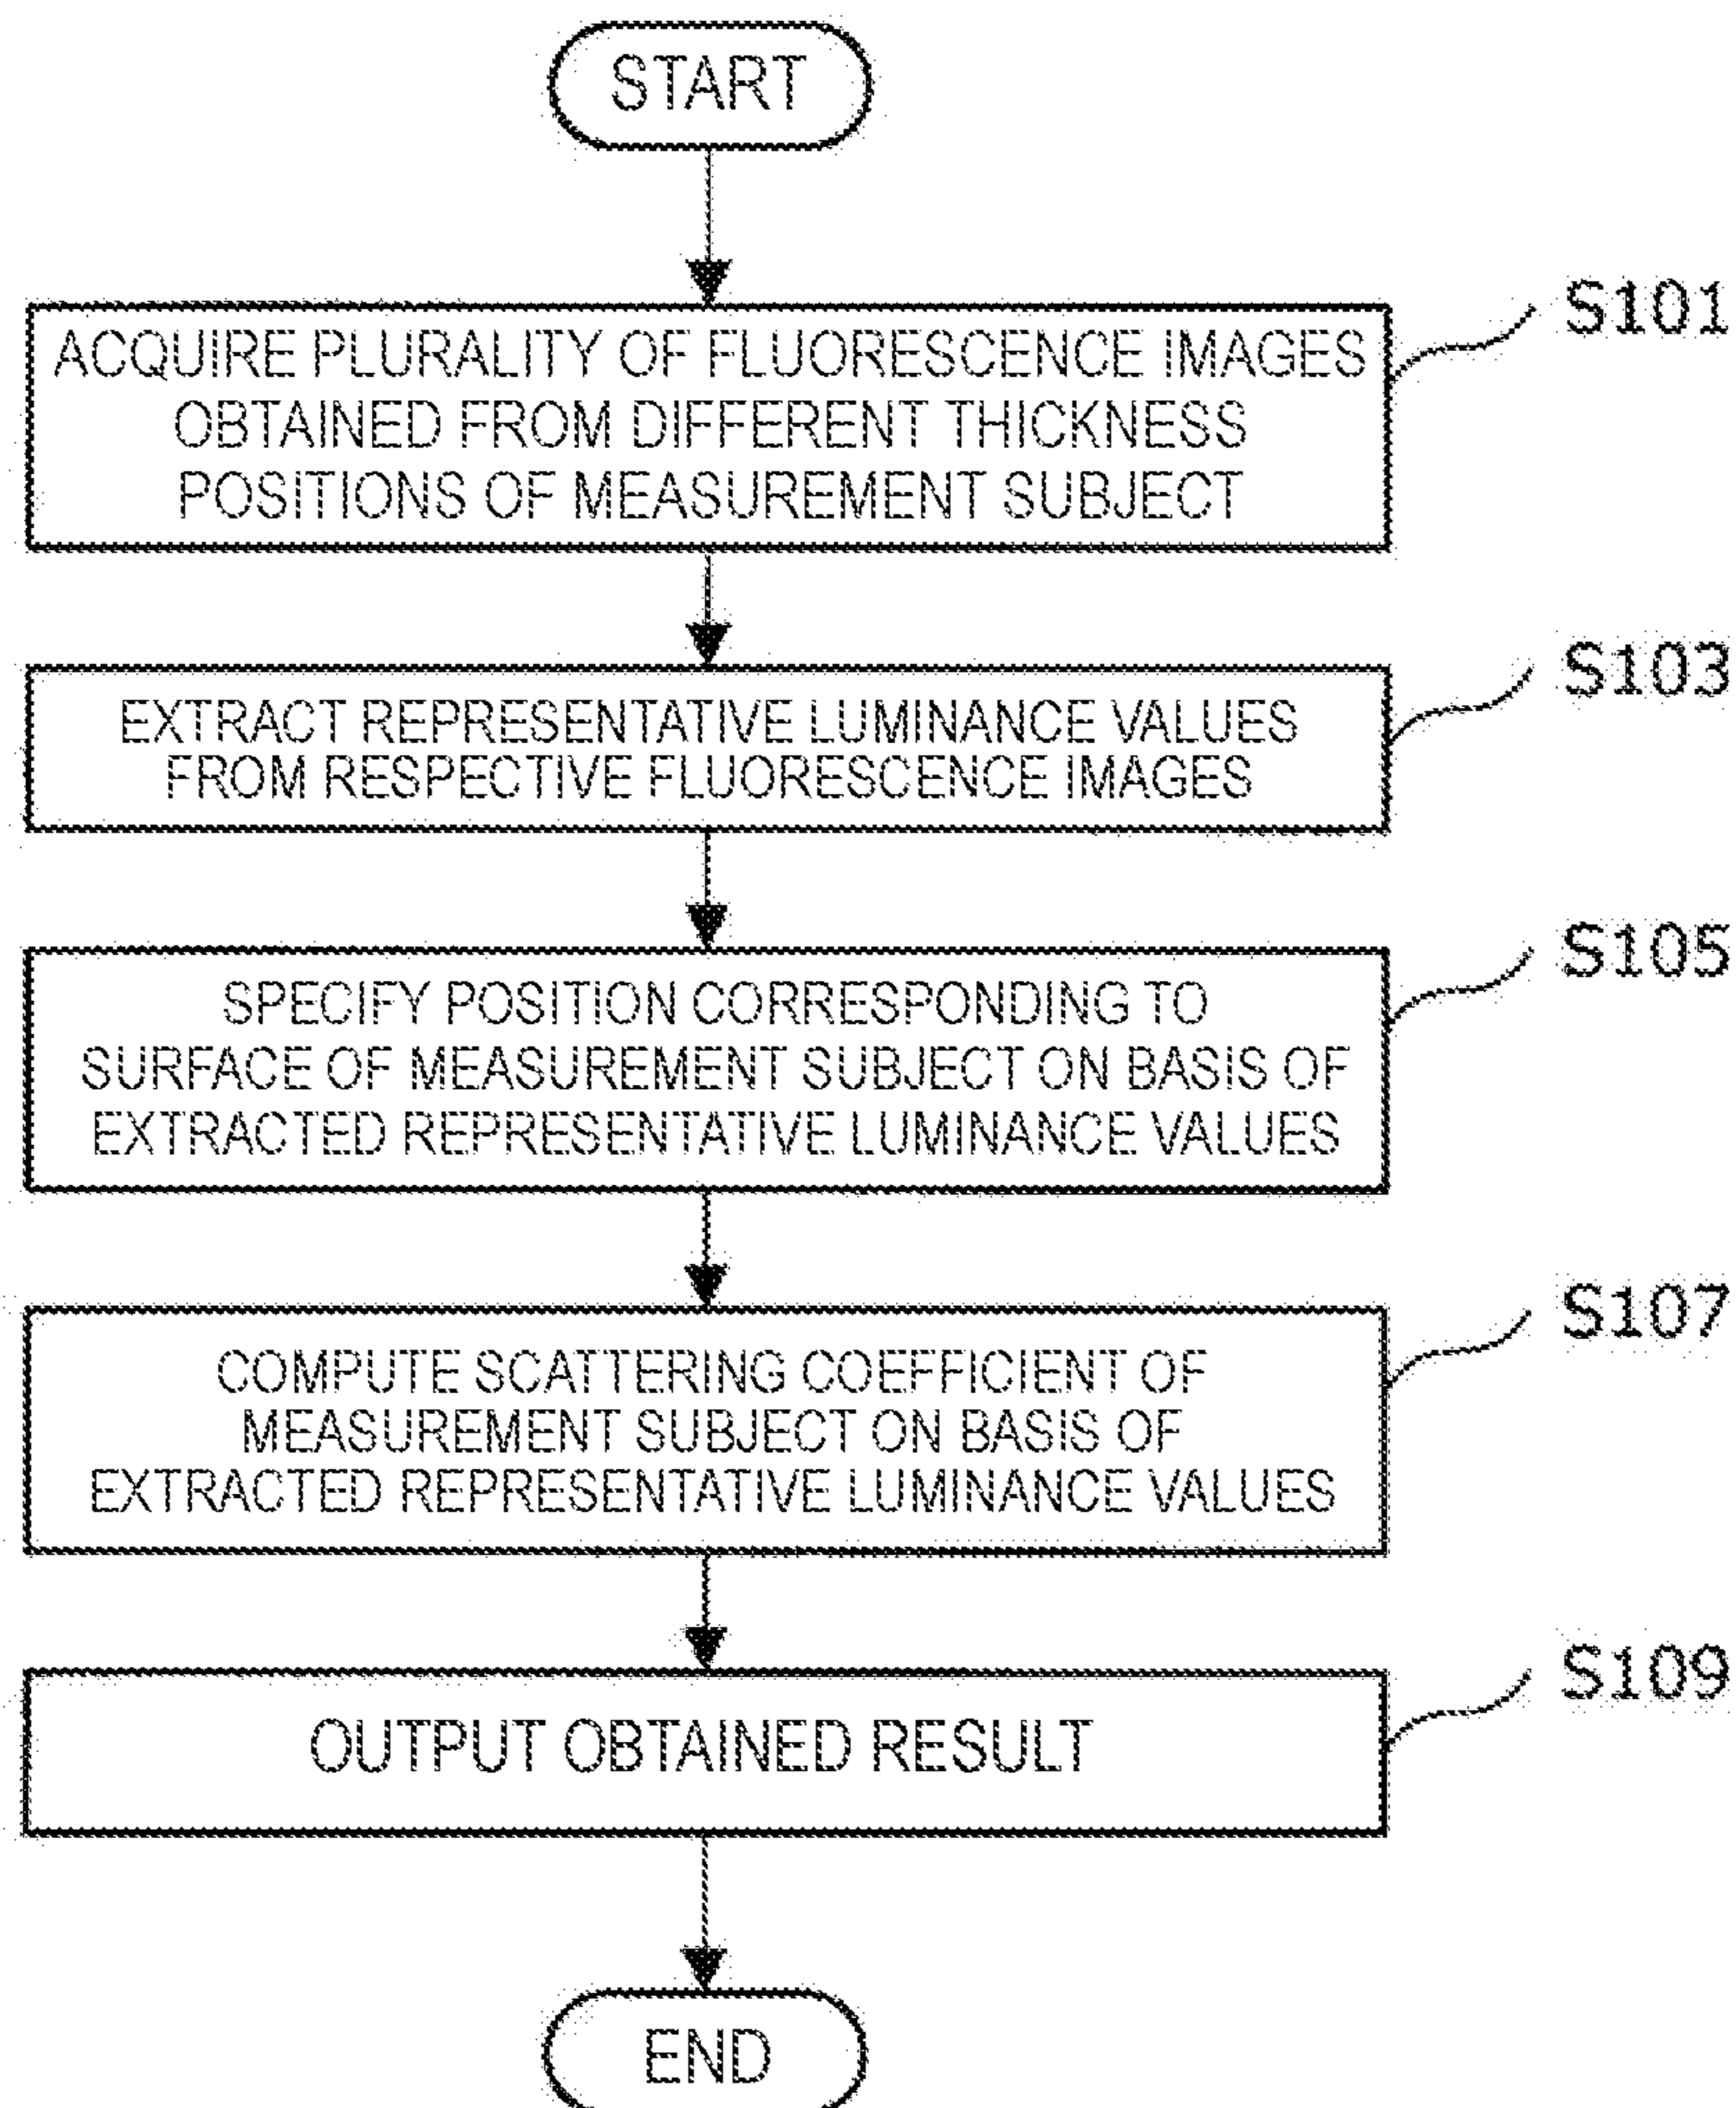 START
S101
ACQUIRE PLURALITY OF FLUORESCENCE IMAGES
OBTAINED FROM DIFFERENT THICKNESS
POSITIONS OF MEASUREMENT SUBJECT
S103
EXTRACT REPRESENTATIVE LUMINANCE VALUES
FROM RESPECTIVE FLUORESCENCE IMAGES
S105
SPECIFY POSITION CORRESPONDING TO
SURFACE OF MEASUREMENT SUBJECT ON BASIS OF
EXTRACTED REPRESENTATIVE LUMINANCE VALUES
S107
COMPUTE SCATTERING COEFFICIENT OF
MEASUREMENT SUBJECT ON BASIS OF
EXTRACTED REPRESENTATIVE LUMINANCE VALUES
S109
OUTPUT OBTAINED RESULT
END